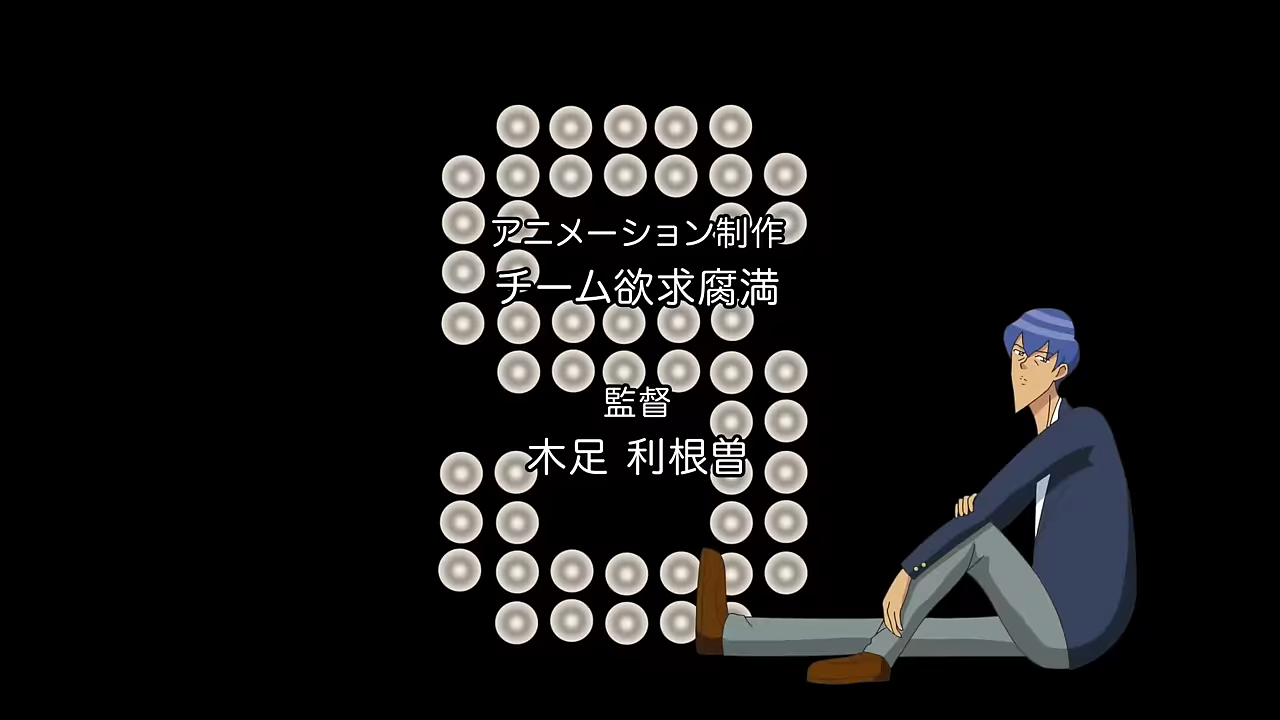 アニメーション制作
チーム欲求腐満
監督
木足 利根曽